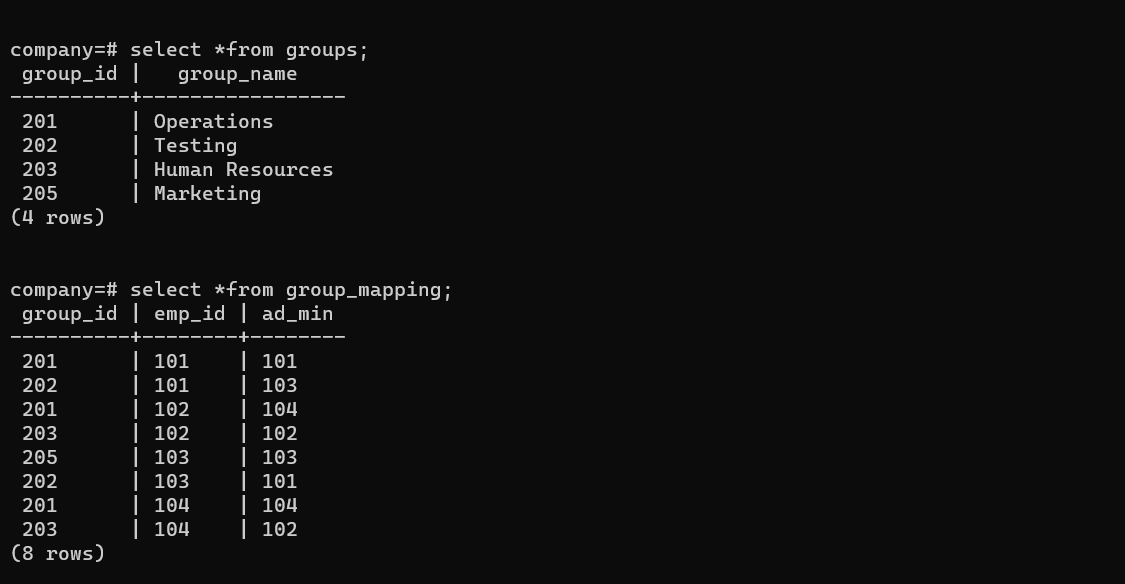 company=# select *from groups;
 group_id |   group_name
----------+-----------------
 201      | Operations
 202      | Testing
 203      | Human Resources
 205      | Marketing
(4 rows)
company=# select *from group_mapping;
 group_id | emp_id | ad_min
----------+--------+--------
 201      | 101    | 101
 202      | 101    | 103
 201      | 102    | 104
 203      | 102    | 102
 205      | 103    | 103
 202      | 103    | 101
 201      | 104    | 104
 203      | 104    | 102
(8 rows)